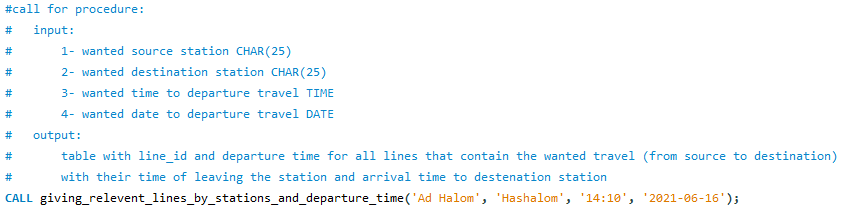 #call for procedure:
#   input:
#       1- wanted source station CHAR(25)
#       2- wanted destination station CHAR(25)
#       3- wanted time to departure travel TIME
#       4- wanted date to departure travel DATE
#   output:
#       table with line_id and departure time for all lines that contain the wanted travel (from source to destination)
#       with their time of leaving the station and arrival time to destenation station
CALL giving_relevent_lines_by_stations_and_departure_time('Ad Halom', 'Hashalom', '14:10', '2021-06-16');